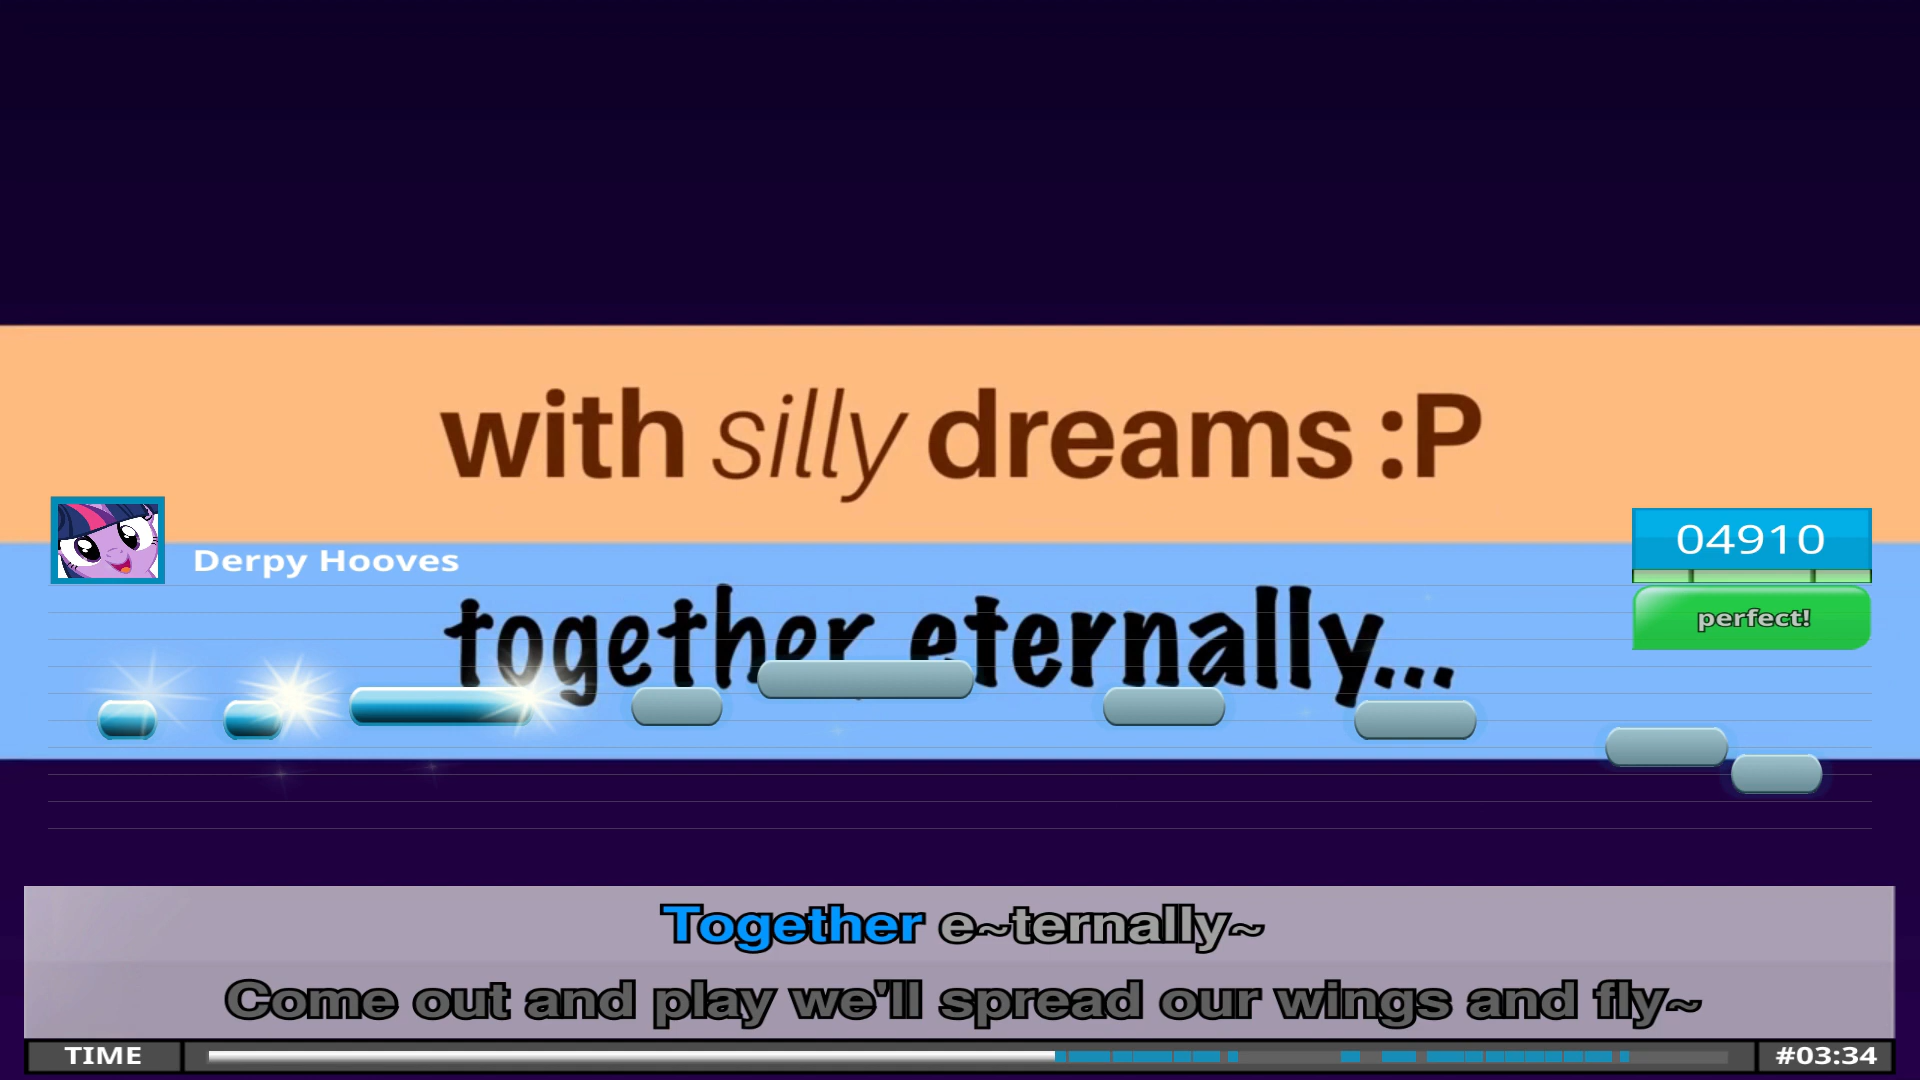 with silly dreams :P
04910
Derpy Hooves
together eternally...
perfect!
Together e~ternally~
Come out and play we'll spread our wings and fly~
TIME
#03:34